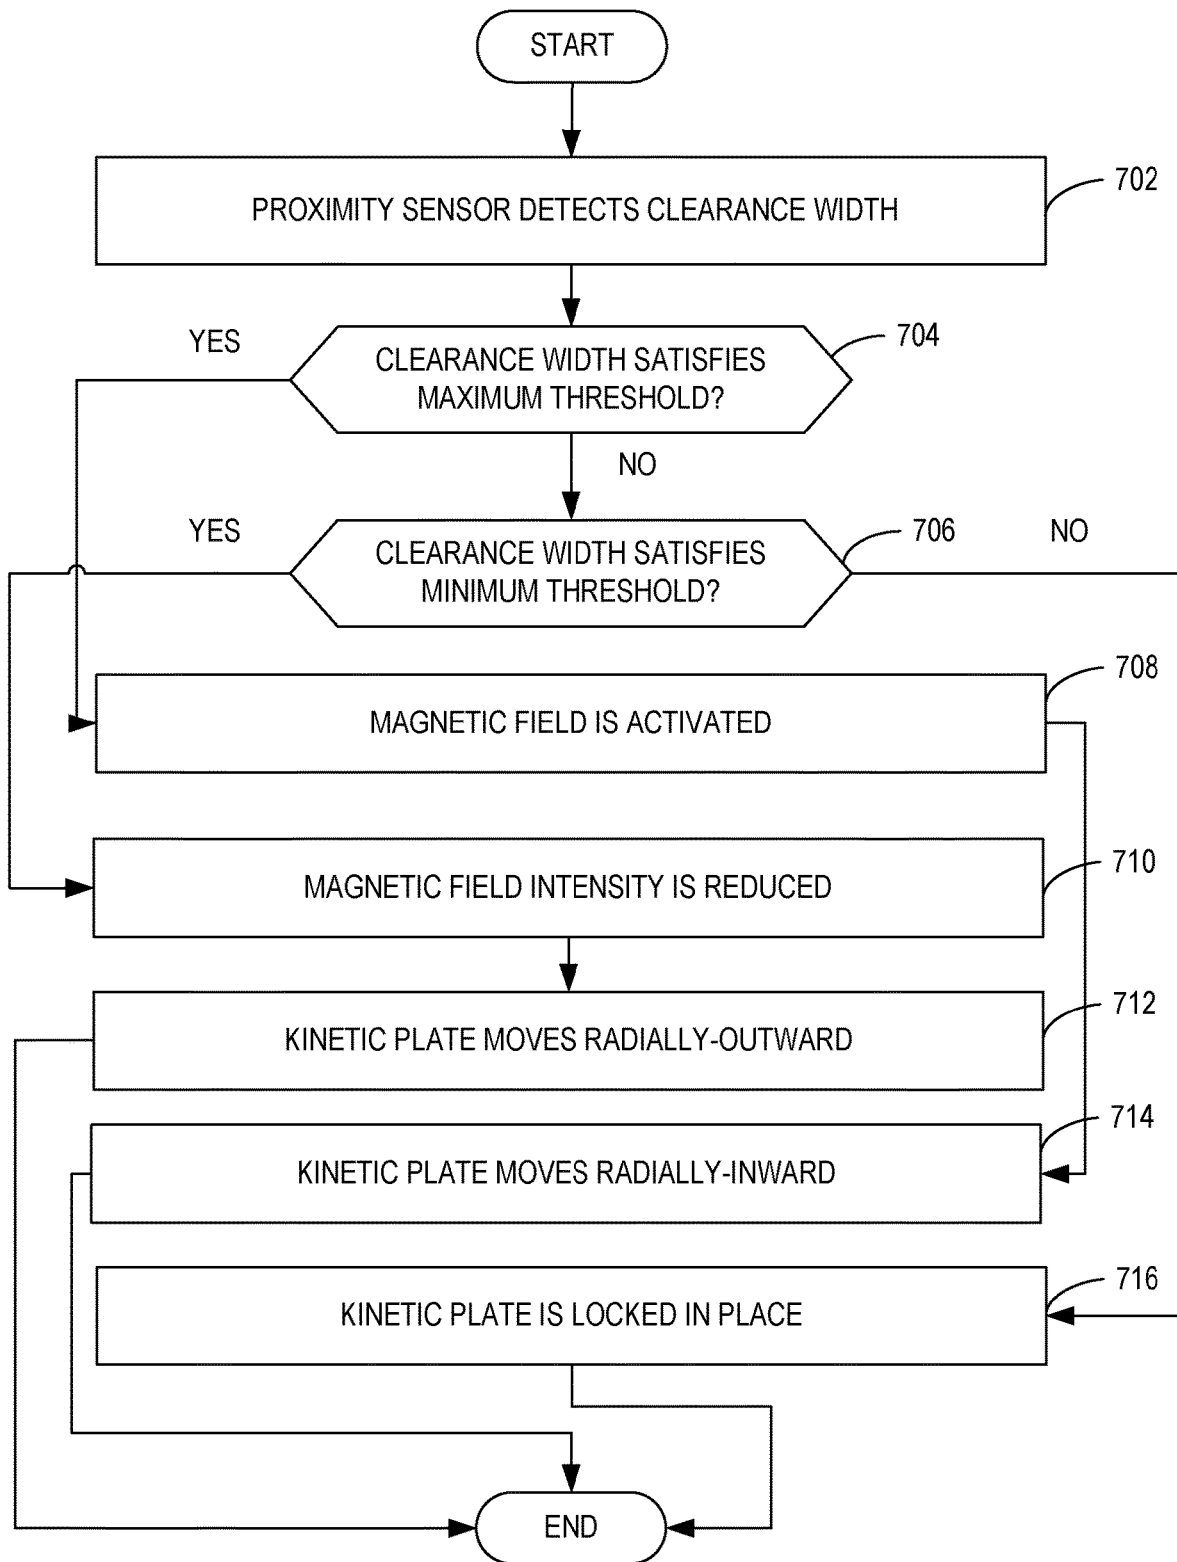 START
PROXIMITY SENSOR DETECTS CLEARANCE WIDTH
702
YES
CLEARANCE WIDTH SATISFIES
MAXIMUM THRESHOLD?
704
NO
YES
CLEARANCE WIDTH SATISFIES
MINIMUM THRESHOLD?
706
NO
708
MAGNETIC FIELD IS ACTIVATED
710
MAGNETIC FIELD INTENSITY IS REDUCED
712
KINETIC PLATE MOVES RADIALLY-OUTWARD
714
KINETIC PLATE MOVES RADIALLY-INWARD
716
KINETIC PLATE IS LOCKED IN PLACE
END